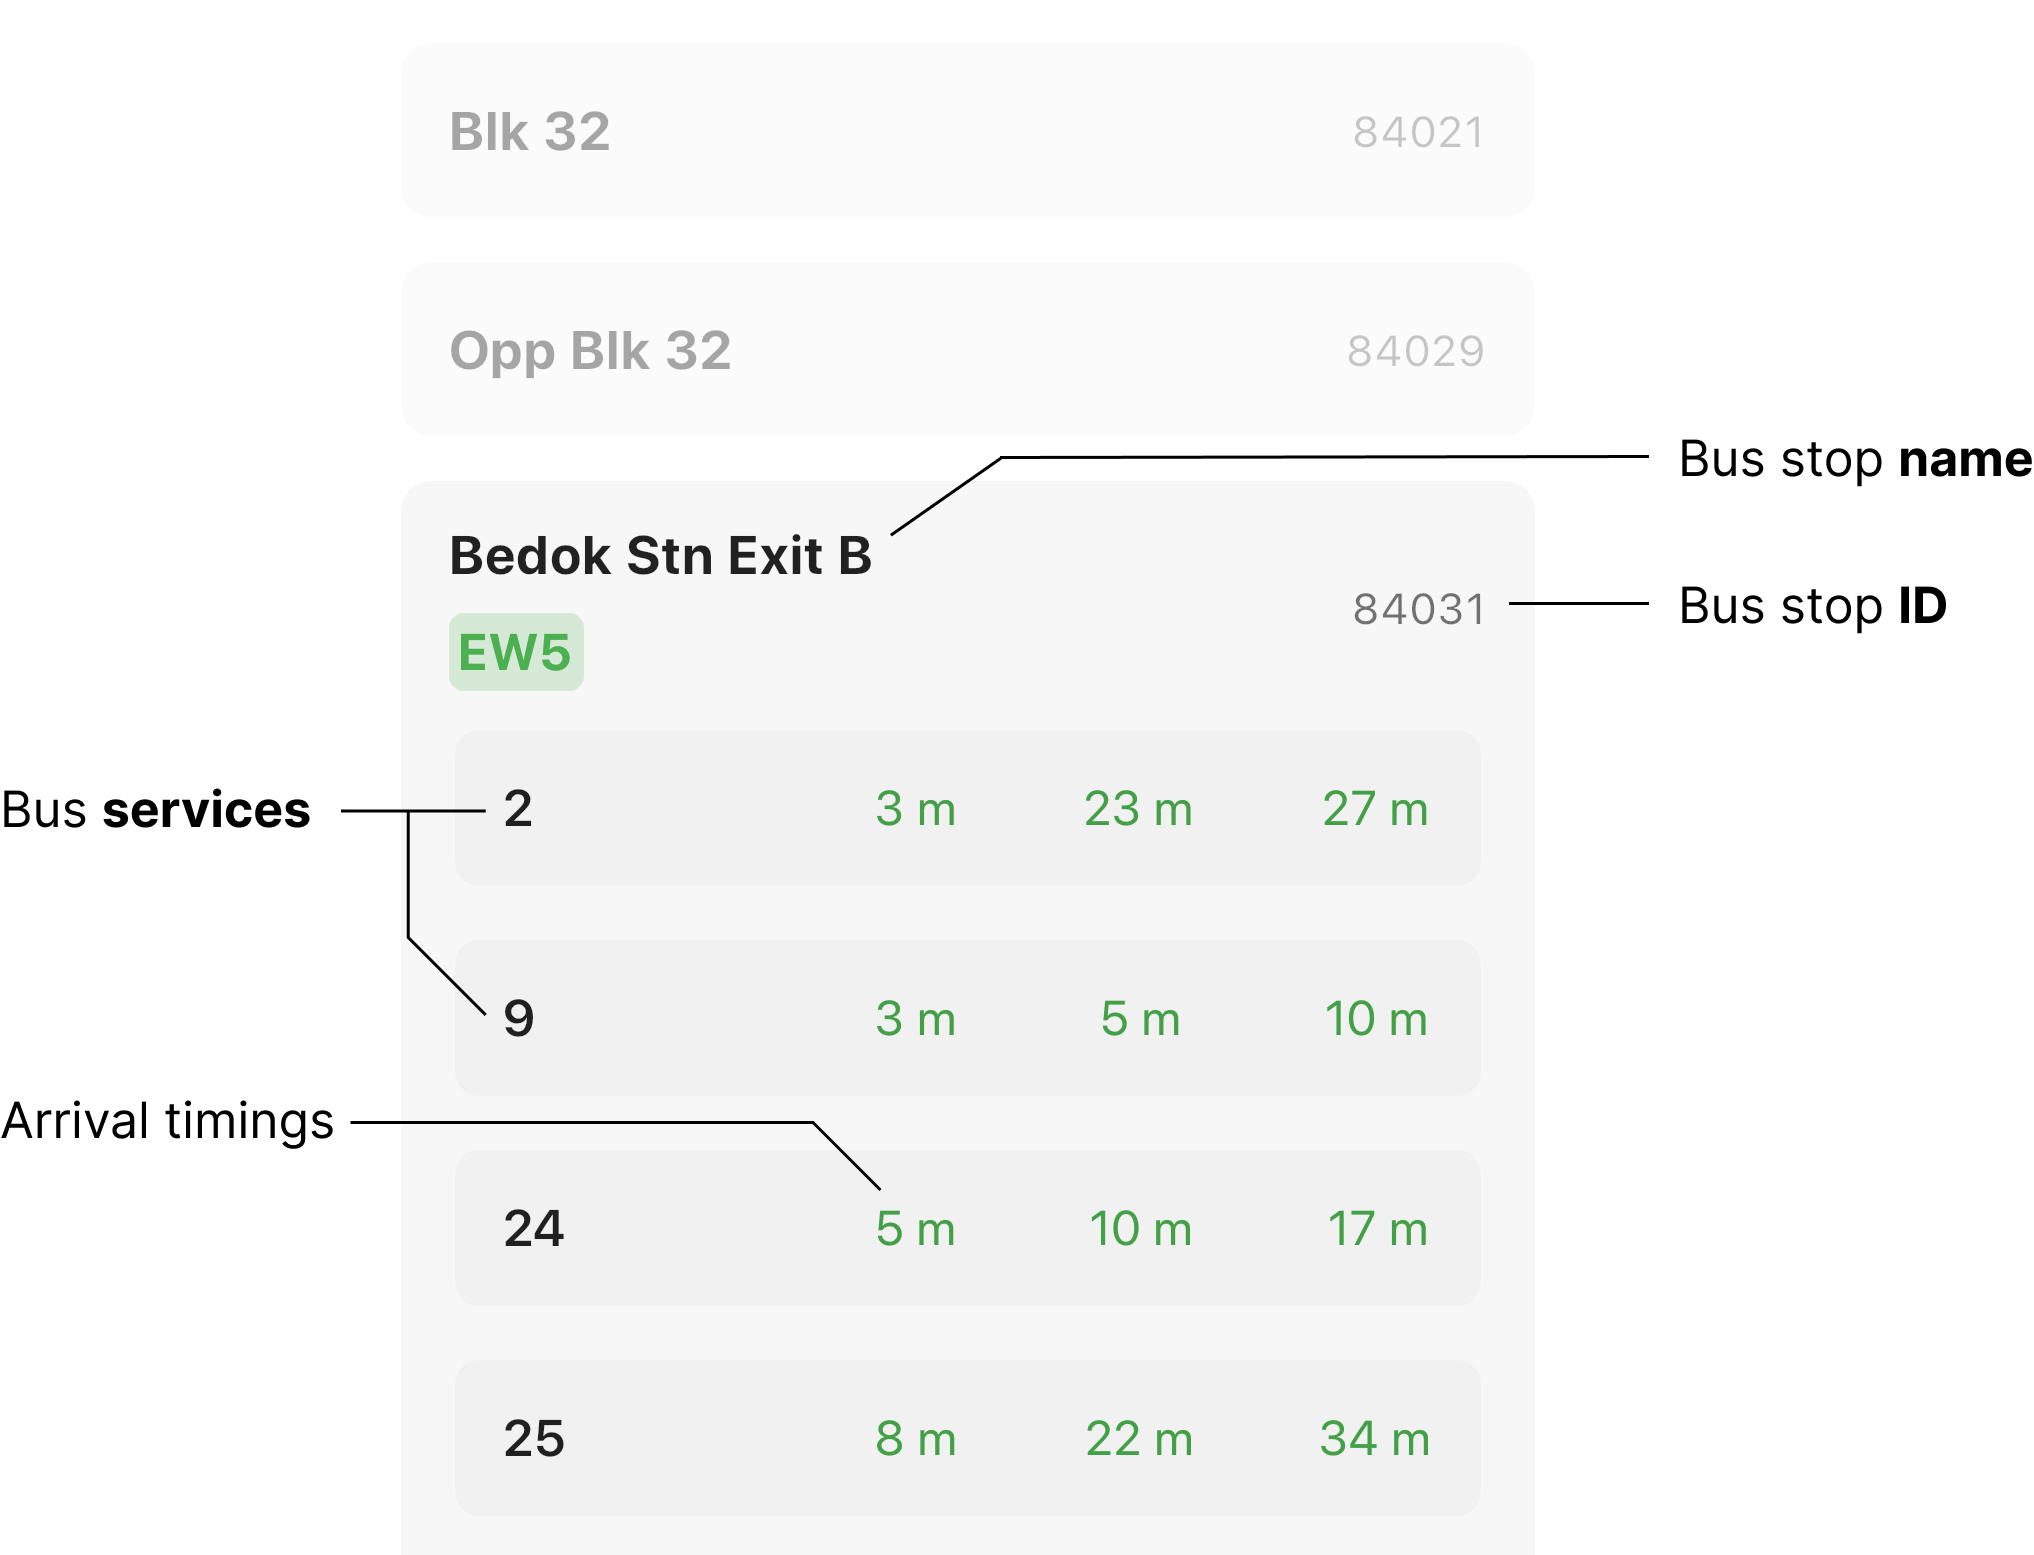 Blk 32 84021
Opp Blk 32 84029
Bus stop name
Bedok Stn Exit B
84031 Bus stop ID
EW5
Bus services 2 3 m 23 m 27 m
9 3 m 5 m 10 m
Arrival timings
24 5 m 10 m 17 m
25 8 m 22 m 34 m